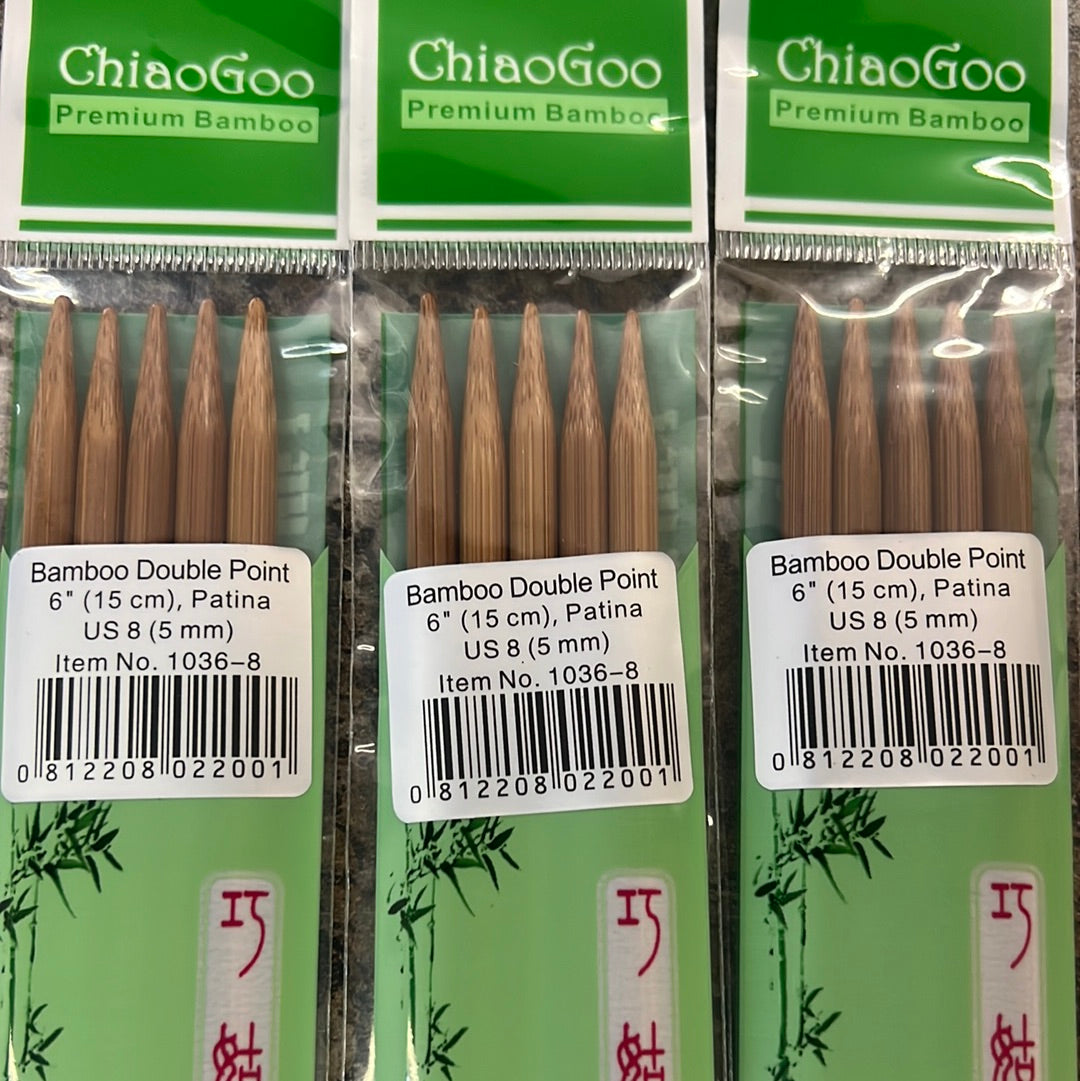 ChiaoGoo
Premium Bamboo
Bamboo Double Point
6" (15 cm), Patina
US 8 (5 mm)
Item No. 1036-8
0 812208 022001
巧
ChiaoGoo
Premium Bamboo
Bamboo Double Point
6" (15 cm), Patina
US 8 (5 mm)
Item No. 1036-8
0 812208 022001
巧
ChiaoGoo
Premium Bamboo
Bamboo Double Point
6" (15 cm), Patina
US 8 (5 mm)
Item No. 1036-8
0 812208 022001
巧